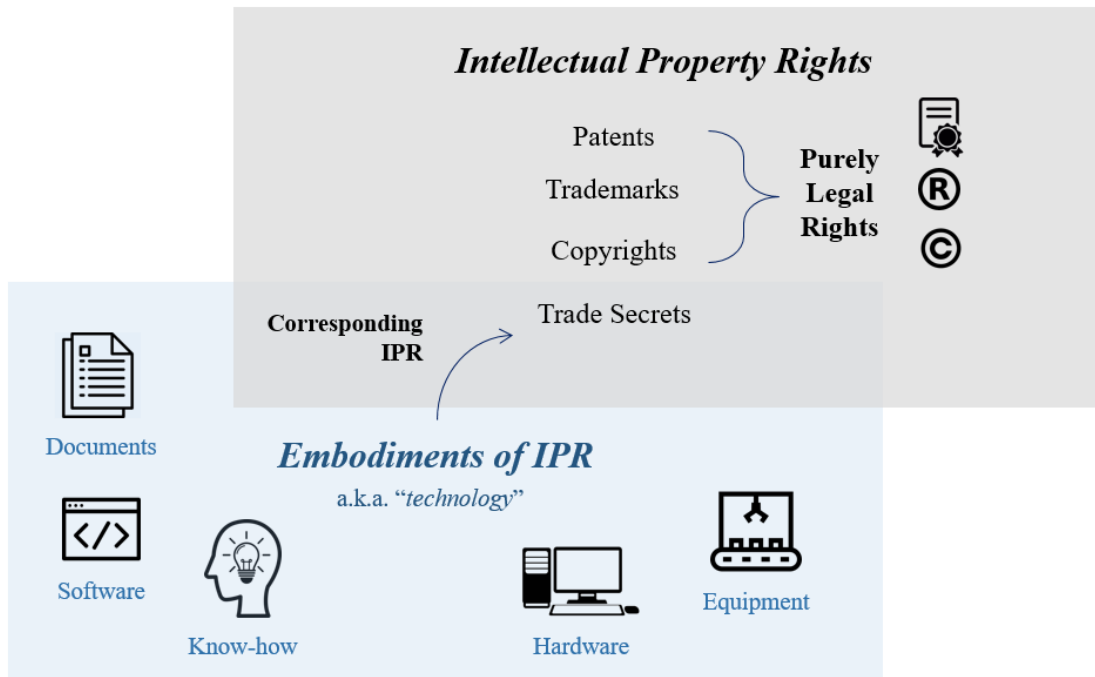 Intellectual Property Rights
Patents
Trademarks
Copyrights
Purely
Legal
Rights
®
©
Corresponding
IPR
Trade Secrets
Documents
Embodiments of IPR
a.k.a. “technology”
</>
Software
Know-how
Hardware
Equipment